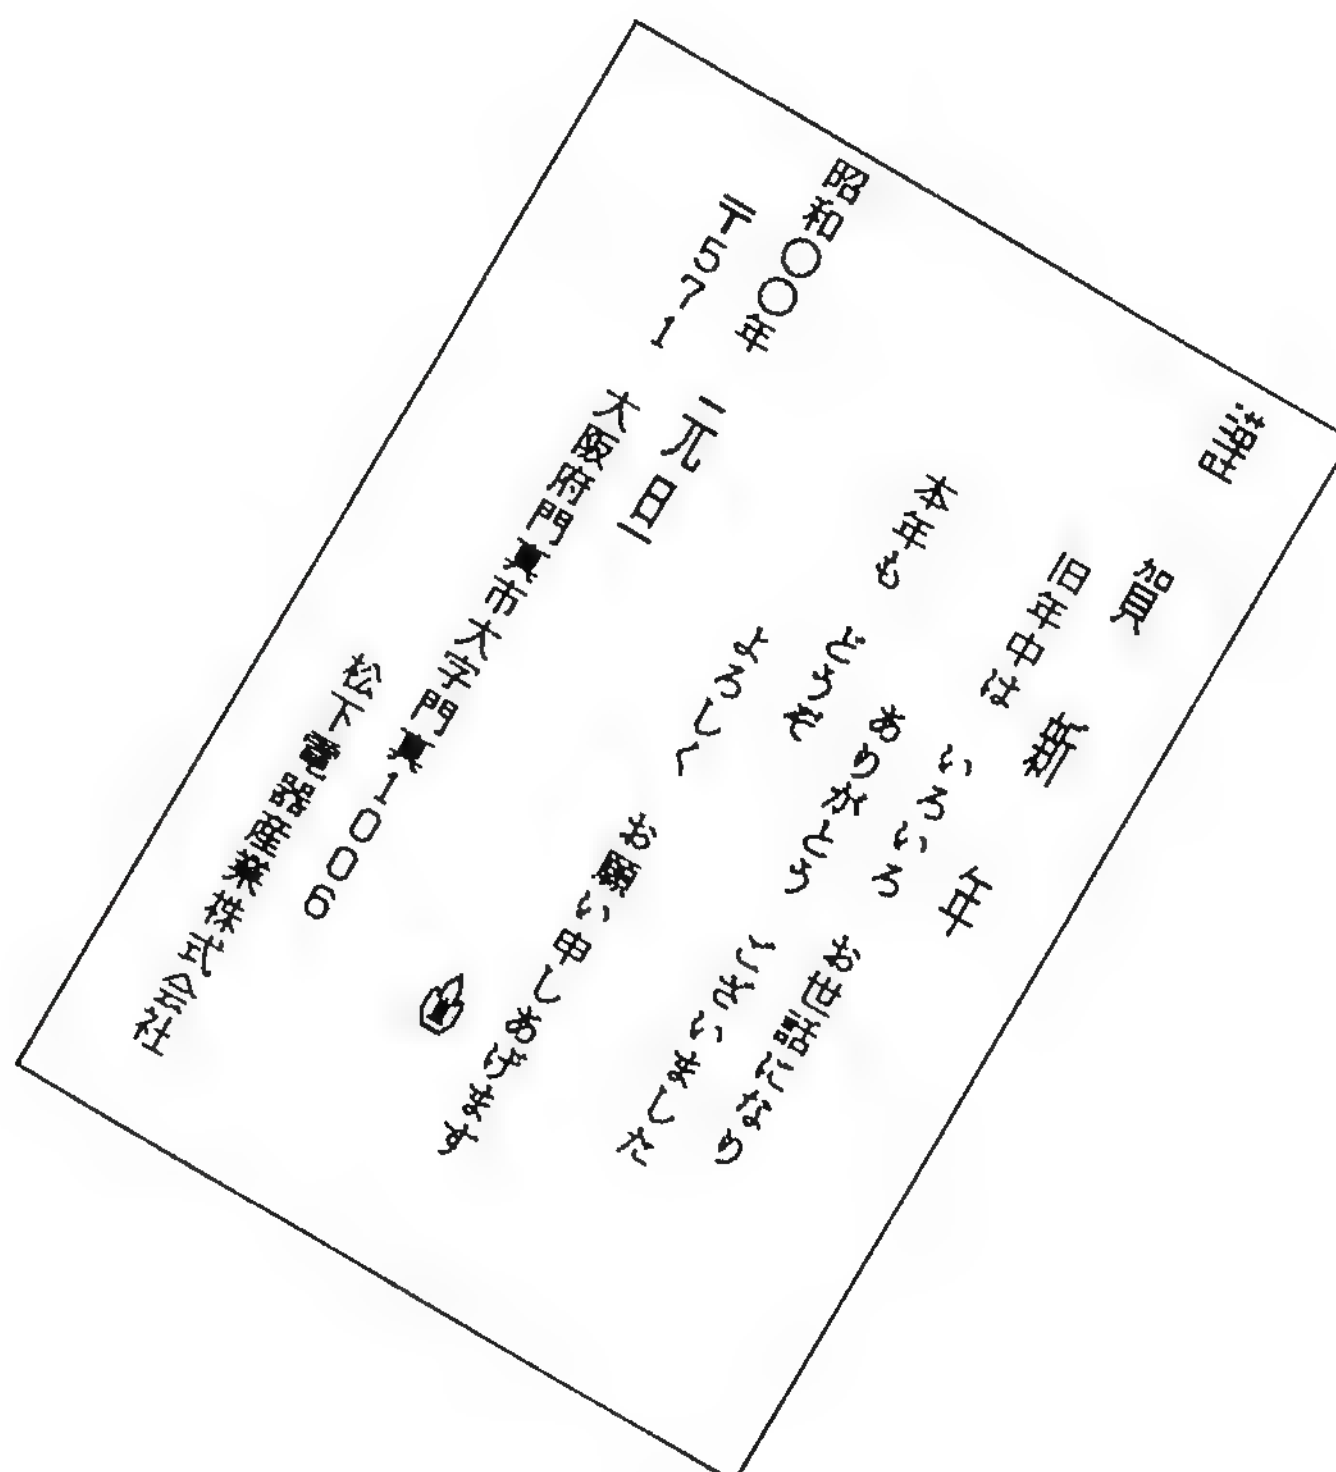 謹賀新年
旧年中は いろいろ お世話になり
ありがとう ございました
本年も どうぞ
よろしく お願い申しあげます
昭和〇〇年 元旦
〒571 大阪府門真市大字門真1006
松下電器産業株式会社